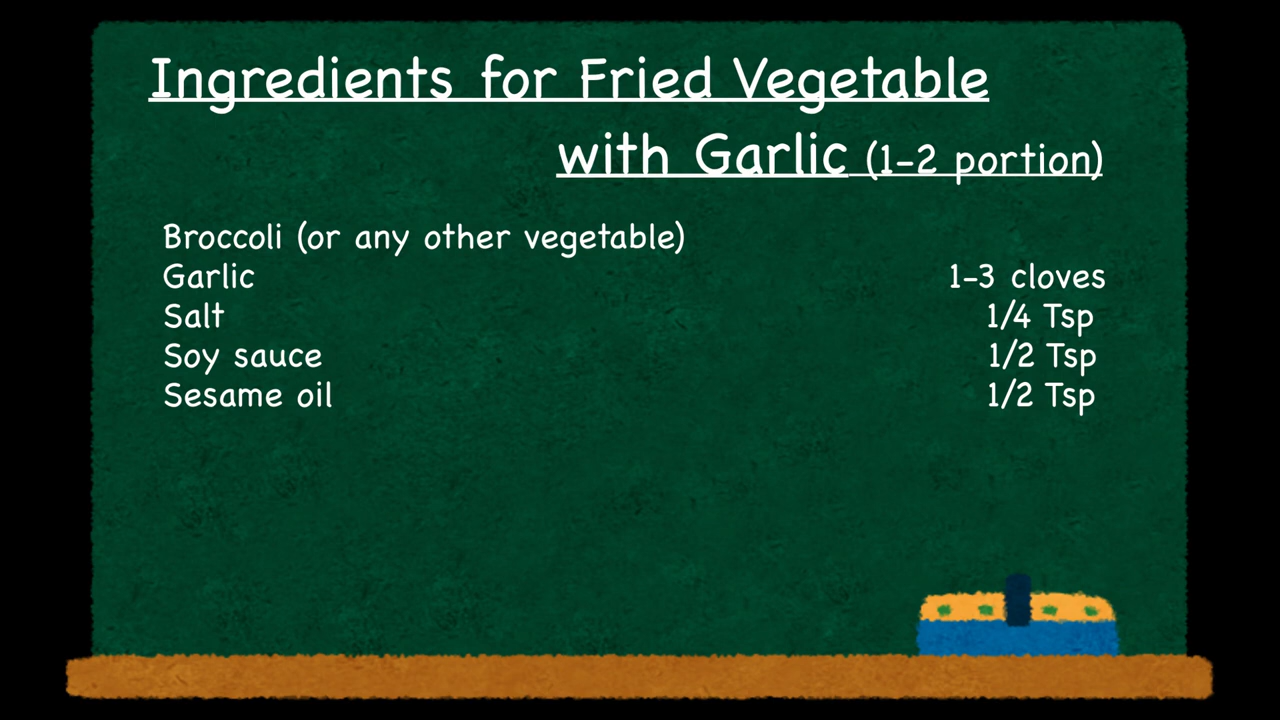 Ingredients for Fried Vegetable
with Garlic (1-2 portion)
Broccoli (or any other vegetable)
Garlic 1-3 cloves
Salt 1/4 Tsp
Soy sauce 1/2 Tsp
Sesame oil 1/2 Tsp